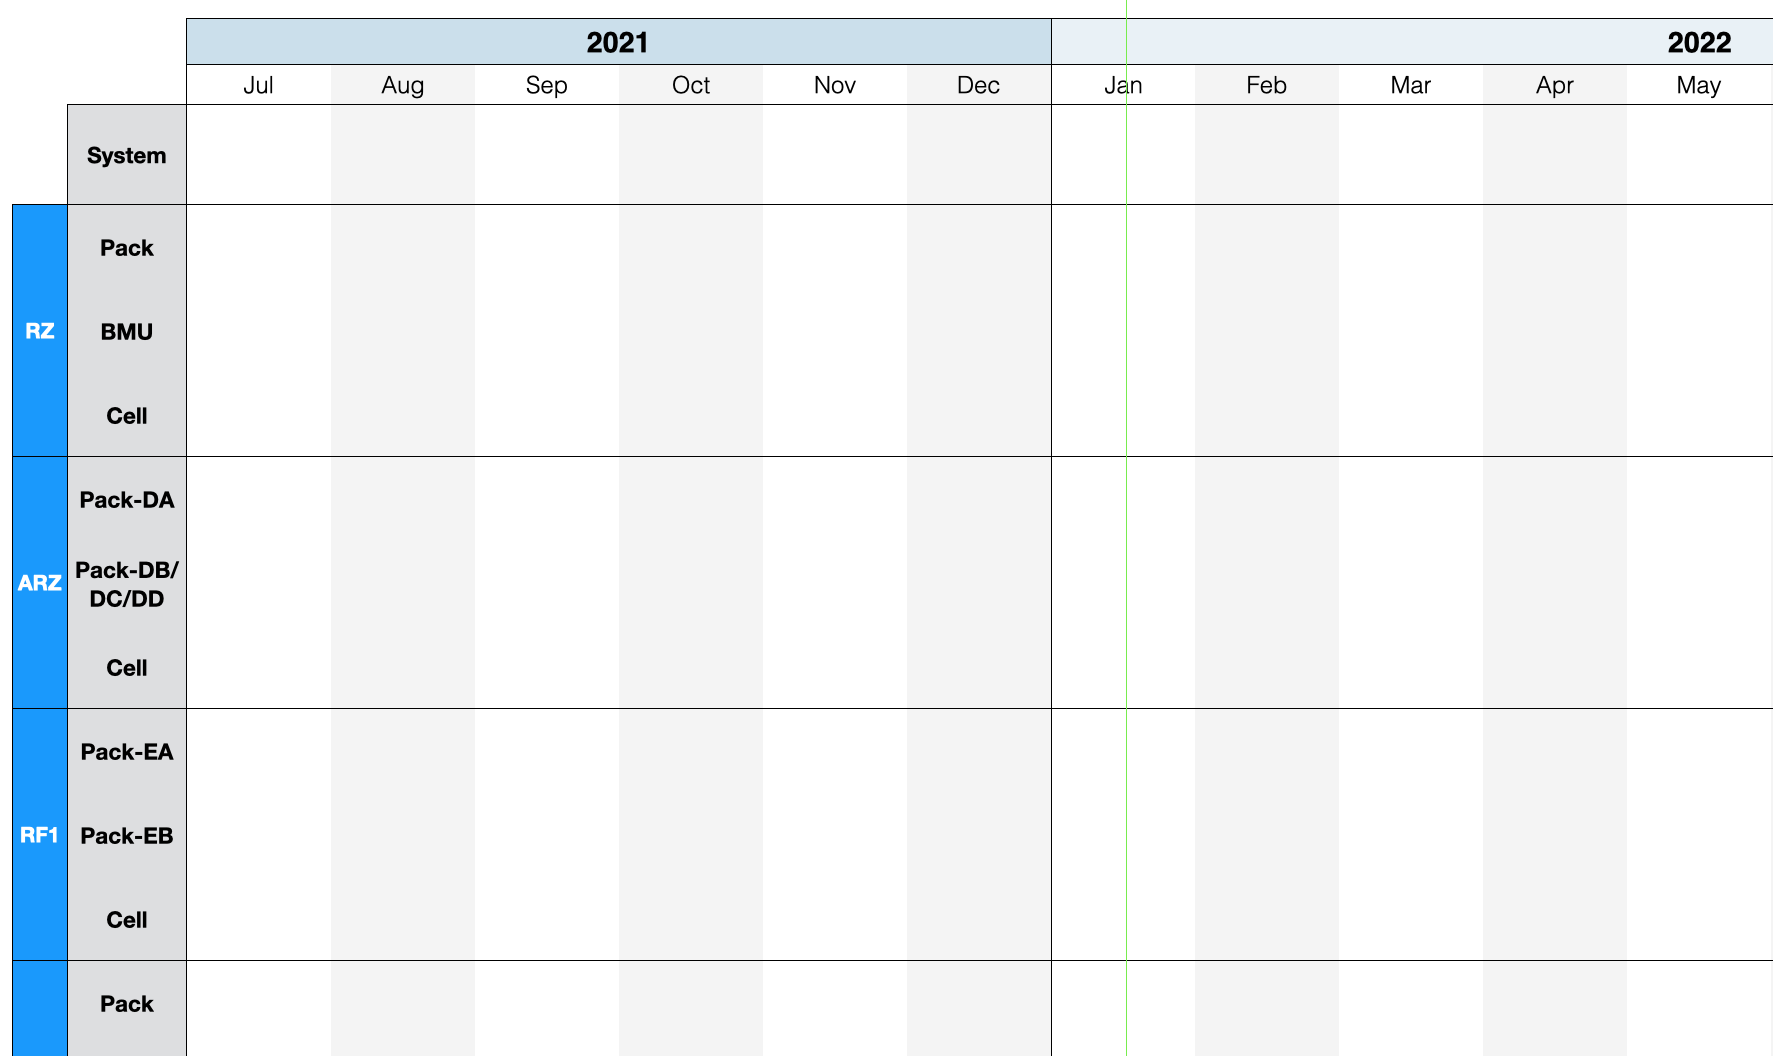 2021
2022
Jul
Aug
Sep
Oct
Nov
Dec
Jan
Feb
Mar
Apr
May
System
RZ
Pack
BMU
Cell
ARZ
Pack-DA
Pack-DB/
DC/DD
Cell
RF1
Pack-EA
Pack-EB
Cell
Pack